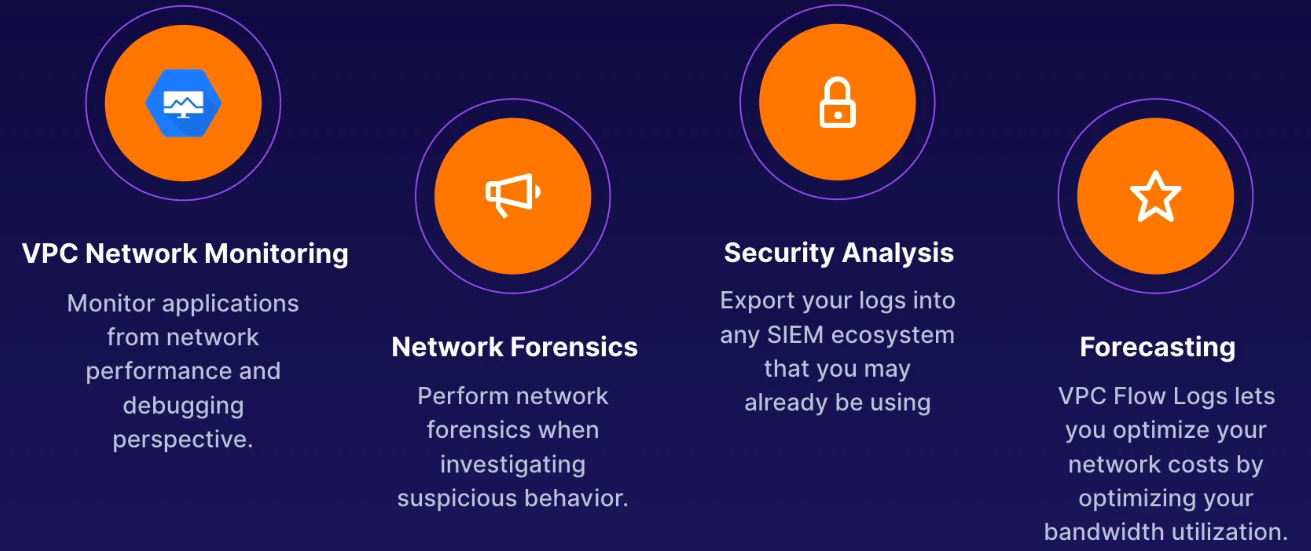 VPC Network Monitoring
Monitor applications
from network
performance and
debugging
perspective.
Network Forensics
Perform network
forensics when
investigating
suspicious behavior.
Security Analysis
Export your logs into
any SIEM ecosystem
that you may
already be using
Forecasting
VPC Flow Logs lets
you optimize your
network costs by
optimizing your
bandwidth utilization.